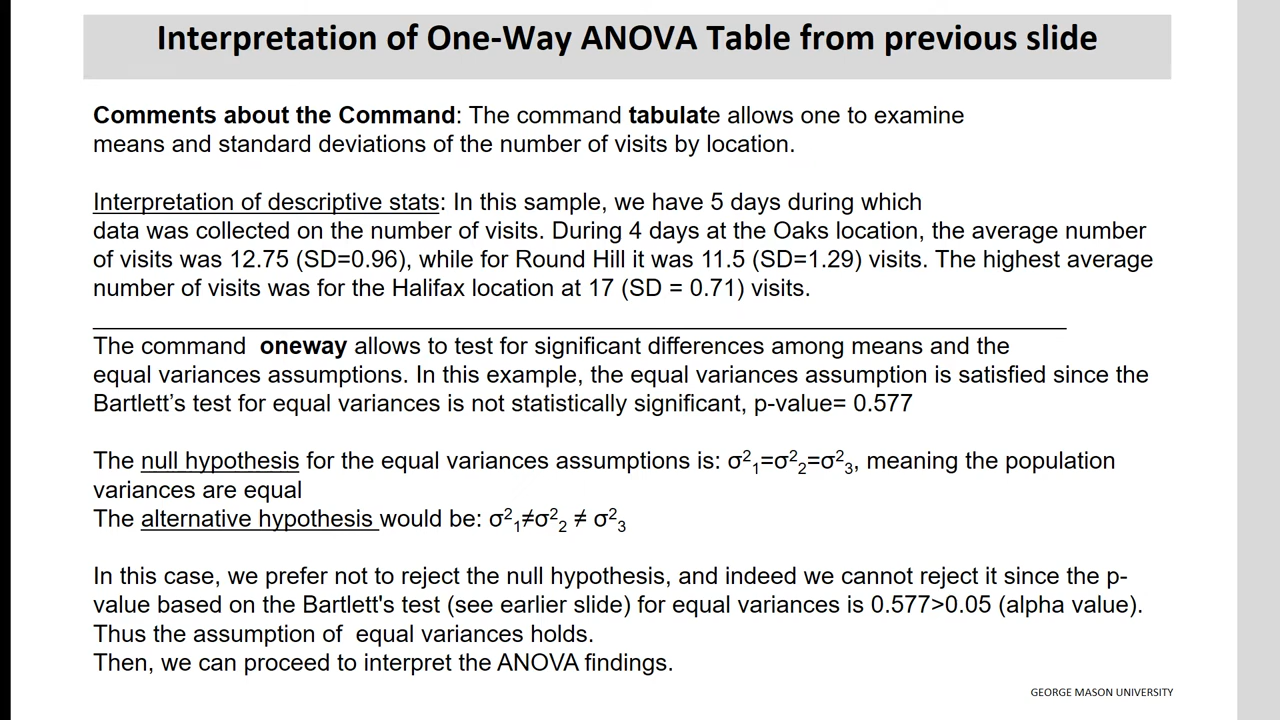 Interpretation of One-Way ANOVA Table from previous slide
Comments about the Command: The command tabulate allows one to examine
means and standard deviations of the number of visits by location.
Interpretation of descriptive stats: In this sample, we have 5 days during which
data was collected on the number of visits. During 4 days at the Oaks location, the average number
of visits was 12.75 (SD=0.96), while for Round Hill it was 11.5 (SD=1.29) visits. The highest average
number of visits was for the Halifax location at 17 (SD = 0.71) visits.
The command oneway allows to test for significant differences among means and the
equal variances assumptions. In this example, the equal variances assumption is satisfied since the
Bartlett’s test for equal variances is not statistically significant, p-value= 0.577
The null hypothesis for the equal variances assumptions is: σ²₁=σ²₂=σ²₃, meaning the population
variances are equal
The alternative hypothesis would be: σ²₁≠σ²₂ ≠ σ²₃
In this case, we prefer not to reject the null hypothesis, and indeed we cannot reject it since the p-
value based on the Bartlett's test (see earlier slide) for equal variances is 0.577>0.05 (alpha value).
Thus the assumption of equal variances holds.
Then, we can proceed to interpret the ANOVA findings.
GEORGE MASON UNIVERSITY